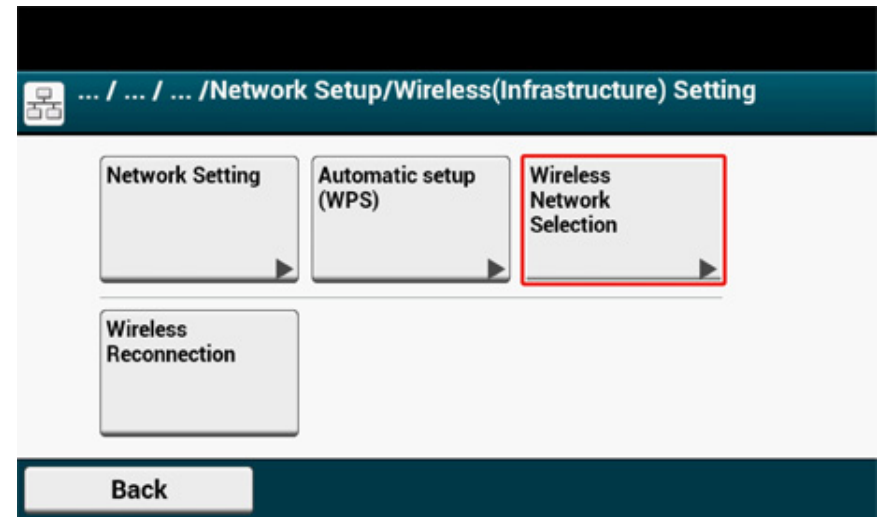 ... / ... / ... /Network Setup/Wireless(Infrastructure) Setting
Network Setting
Automatic setup
(WPS)
Wireless
Network
Selection
Wireless
Reconnection
Back